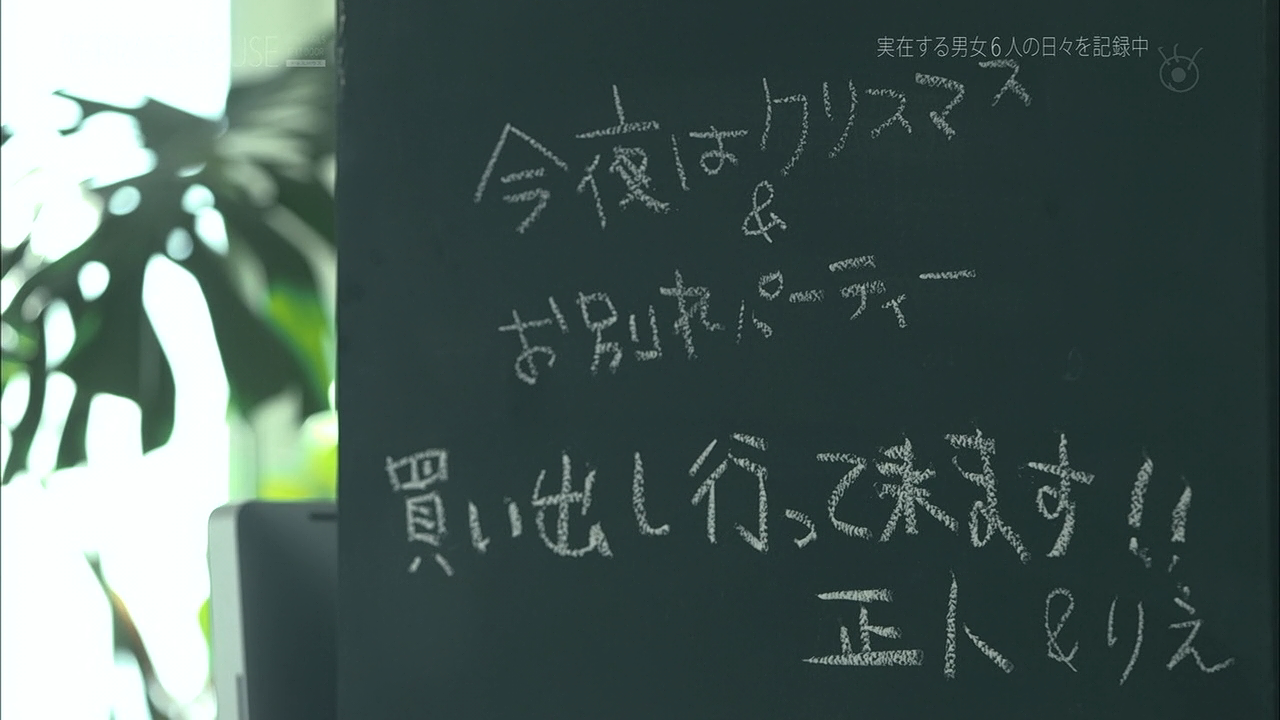 実在する男女6人の日々を記録中
今夜はクリスマス
&
お別れパーティー
買い出し行って来ます!!
正人&りえ